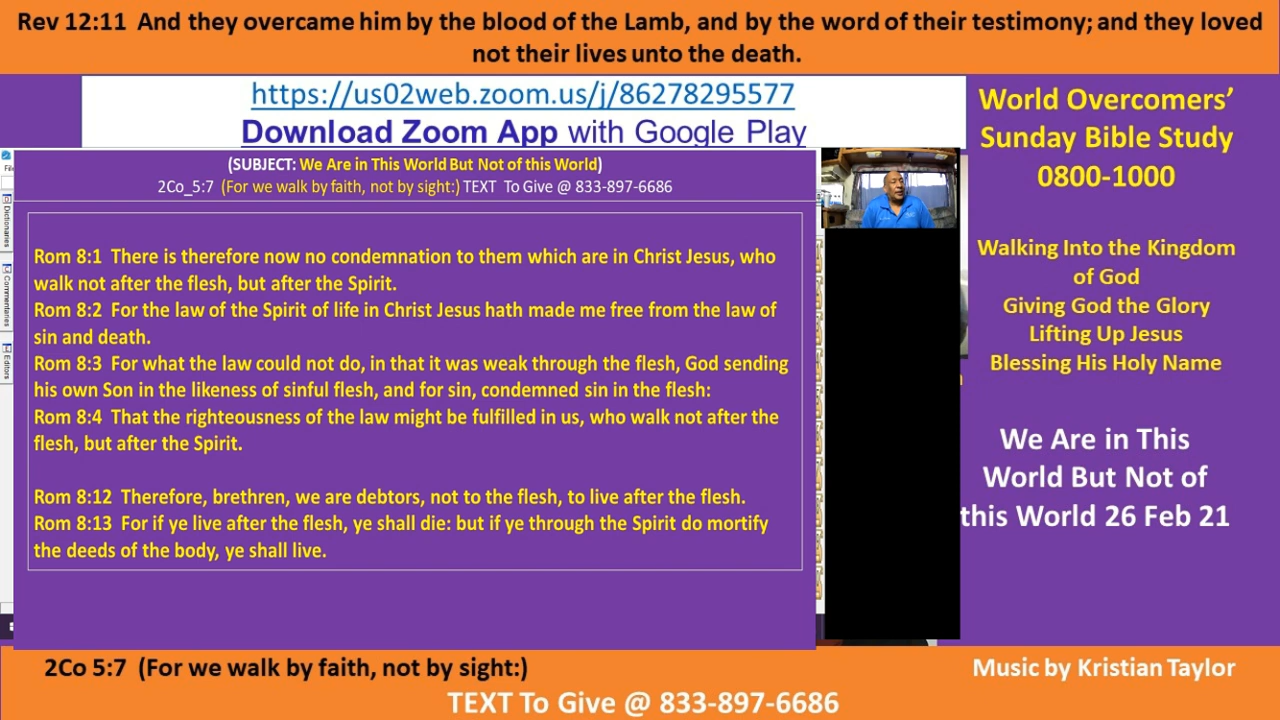 Rev 12:11 And they overcame him by the blood of the Lamb, and by the word of their testimony; and they loved
not their lives unto the death.
https://us02web.zoom.us/j/86278295577
Download Zoom App with Google Play
(SUBJECT: We Are in This World But Not of this World)
2Co_5:7 (For we walk by faith, not by sight:) TEXT To Give @ 833-897-6686
Rom 8:1 There is therefore now no condemnation to them which are in Christ Jesus, who
walk not after the flesh, but after the Spirit.
Rom 8:2 For the law of the Spirit of life in Christ Jesus hath made me free from the law of
sin and death.
Rom 8:3 For what the law could not do, in that it was weak through the flesh, God sending
his own Son in the likeness of sinful flesh, and for sin, condemned sin in the flesh:
Rom 8:4 That the righteousness of the law might be fulfilled in us, who walk not after the
flesh, but after the Spirit.
Rom 8:12 Therefore, brethren, we are debtors, not to the flesh, to live after the flesh.
Rom 8:13 For if ye live after the flesh, ye shall die: but if ye through the Spirit do mortify
the deeds of the body, ye shall live.
Dictionaries
Commentaries
Editors
World Overcomers'
Sunday Bible Study
0800-1000
Walking Into the Kingdom
of God
Giving God the Glory
Lifting Up Jesus
Blessing His Holy Name
We Are in This
World But Not of
this World 26 Feb 21
2Co 5:7 (For we walk by faith, not by sight:)
Music by Kristian Taylor
TEXT To Give @ 833-897-6686